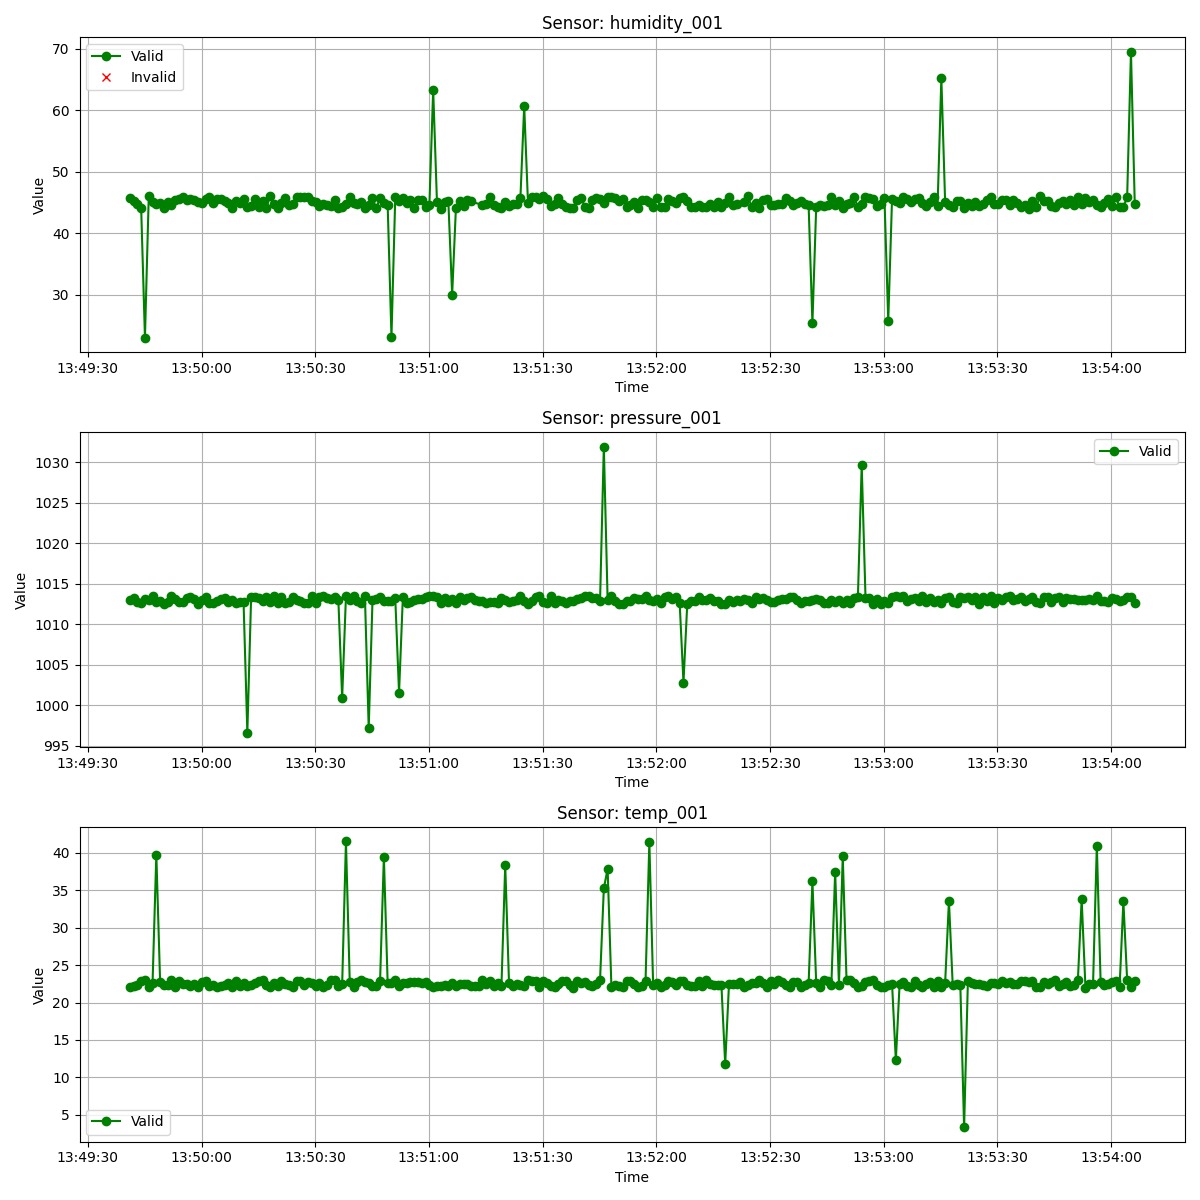 Sensor: humidity_001
Valid
Invalid
Value
70
60
50
40
30
13:49:30 13:50:00 13:50:30 13:51:00 13:51:30 13:52:00 13:52:30 13:53:00 13:53:30 13:54:00
Time
Sensor: pressure_001
Valid
Value
1030
1025
1020
1015
1010
1005
1000
995
13:49:30 13:50:00 13:50:30 13:51:00 13:51:30 13:52:00 13:52:30 13:53:00 13:53:30 13:54:00
Time
Sensor: temp_001
Value
40
35
30
25
20
15
10
5
Valid
13:49:30 13:50:00 13:50:30 13:51:00 13:51:30 13:52:00 13:52:30 13:53:00 13:53:30 13:54:00
Time